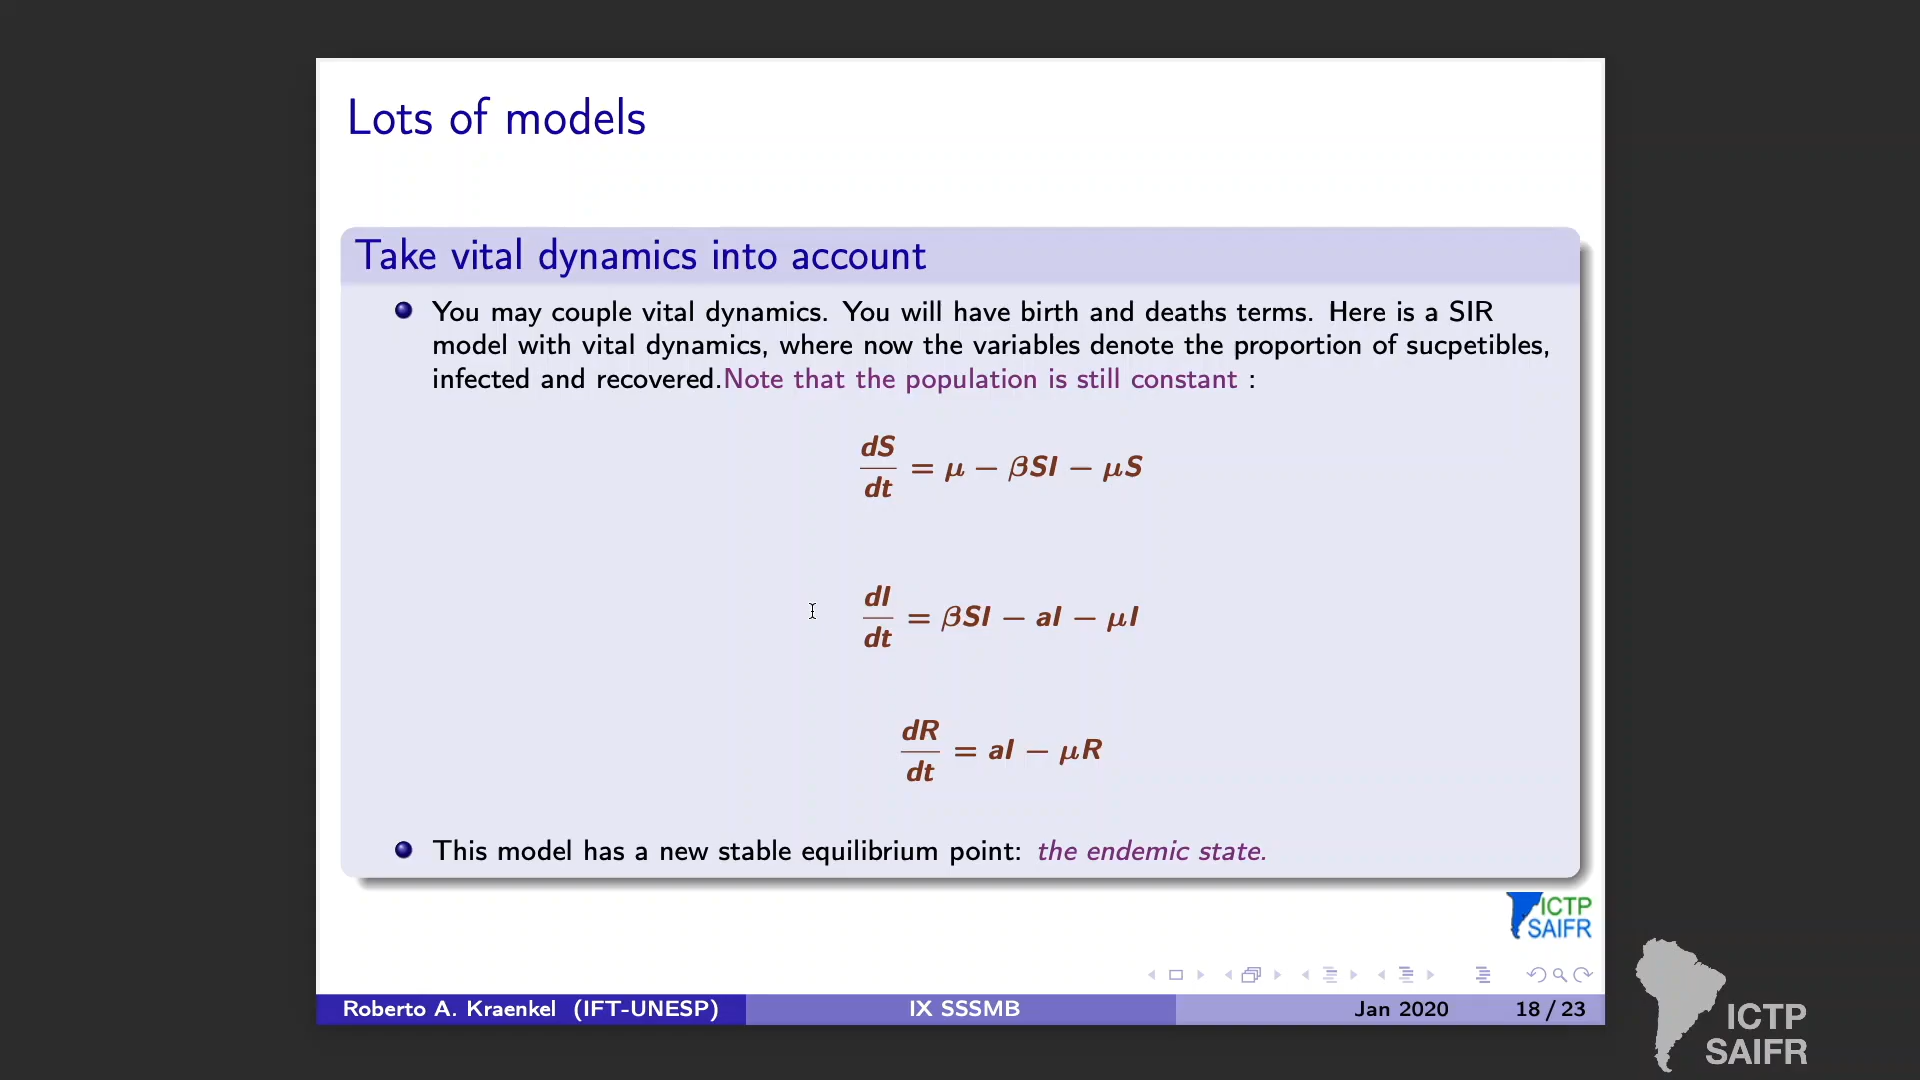 Lots of models
Take vital dynamics into account
You may couple vital dynamics. You will have birth and deaths terms. Here is a SIR
model with vital dynamics, where now the variables denote the proportion of sucpetibles,
infected and recovered.Note that the population is still constant :
dS/dt = μ − βSI − μS
dI/dt = βSI − aI − μI
dR/dt = aI − μR
This model has a new stable equilibrium point: the endemic state.
ICTP
SAIFR
Roberto A. Kraenkel (IFT-UNESP) IX SSSMB Jan 2020 18 / 23
ICTP
SAIFR